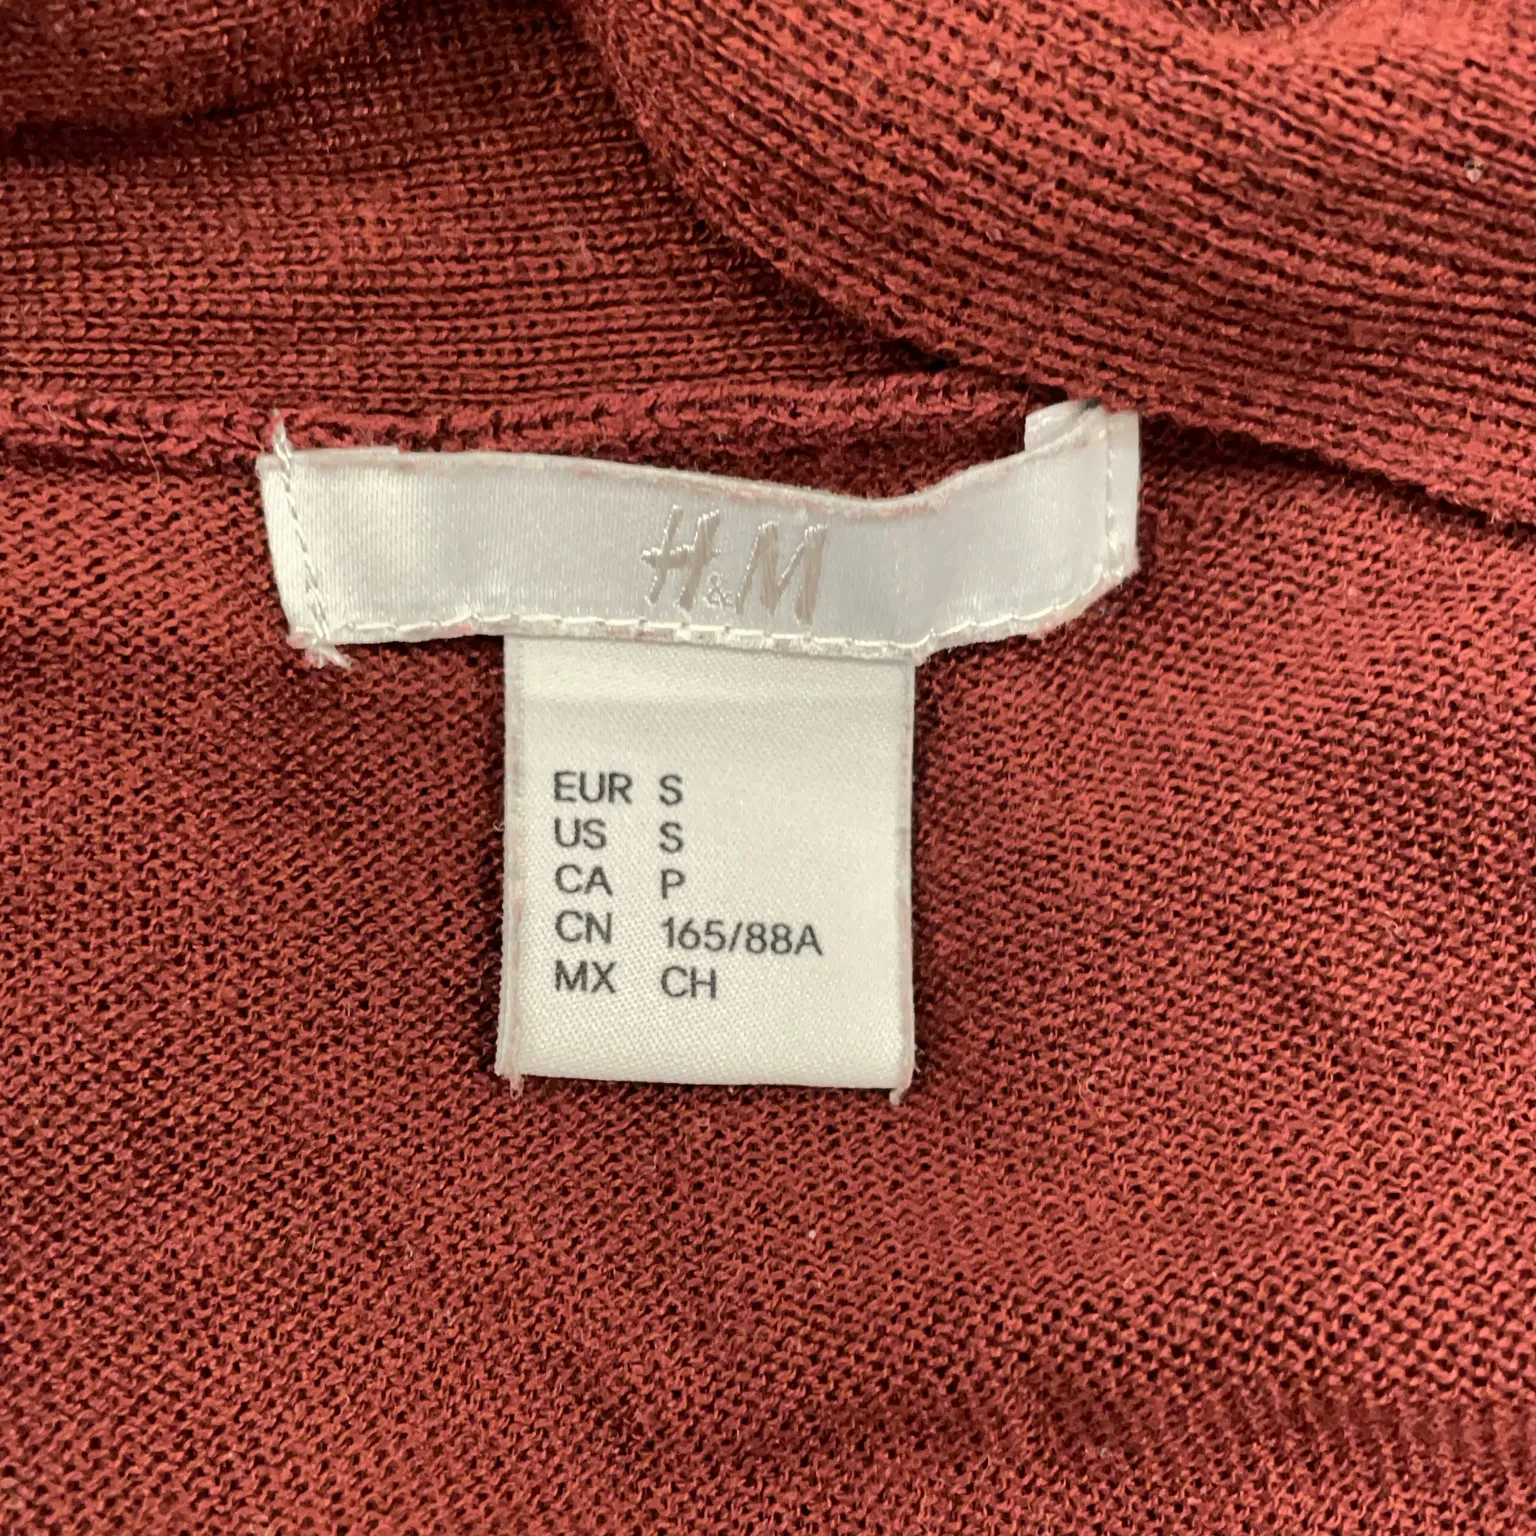 H&M
EUR S
US S
CA P
CN 165/88A
MX CH